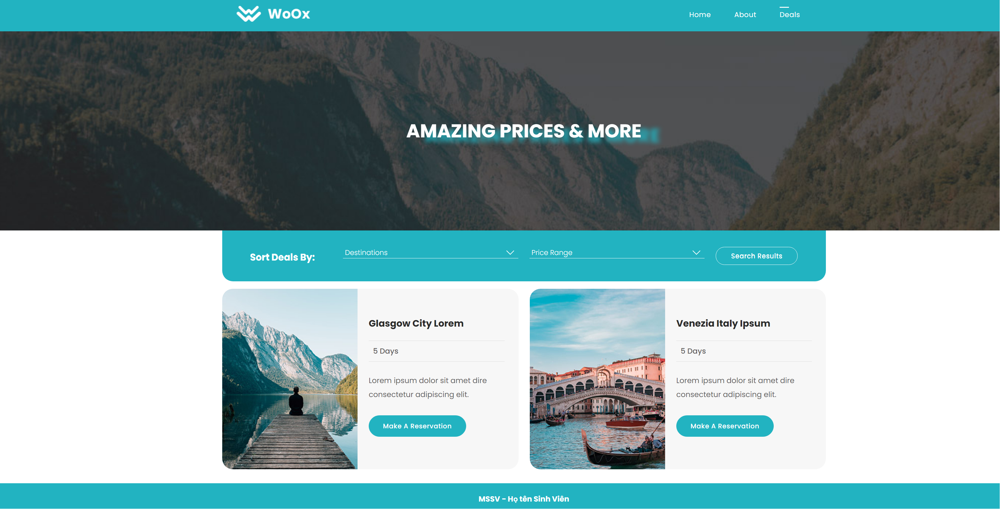 WoOx
Home About Deals
AMAZING PRICES & MORE
Sort Deals By: Destinations Price Range Search Results
Glasgow City Lorem
5 Days
Lorem ipsum dolor sit amet dire
consectetur adipiscing elit.
Make A Reservation
Venezia Italy Ipsum
5 Days
Lorem ipsum dolor sit amet dire
consectetur adipiscing elit.
Make A Reservation
MSSV - Họ tên Sinh Viên